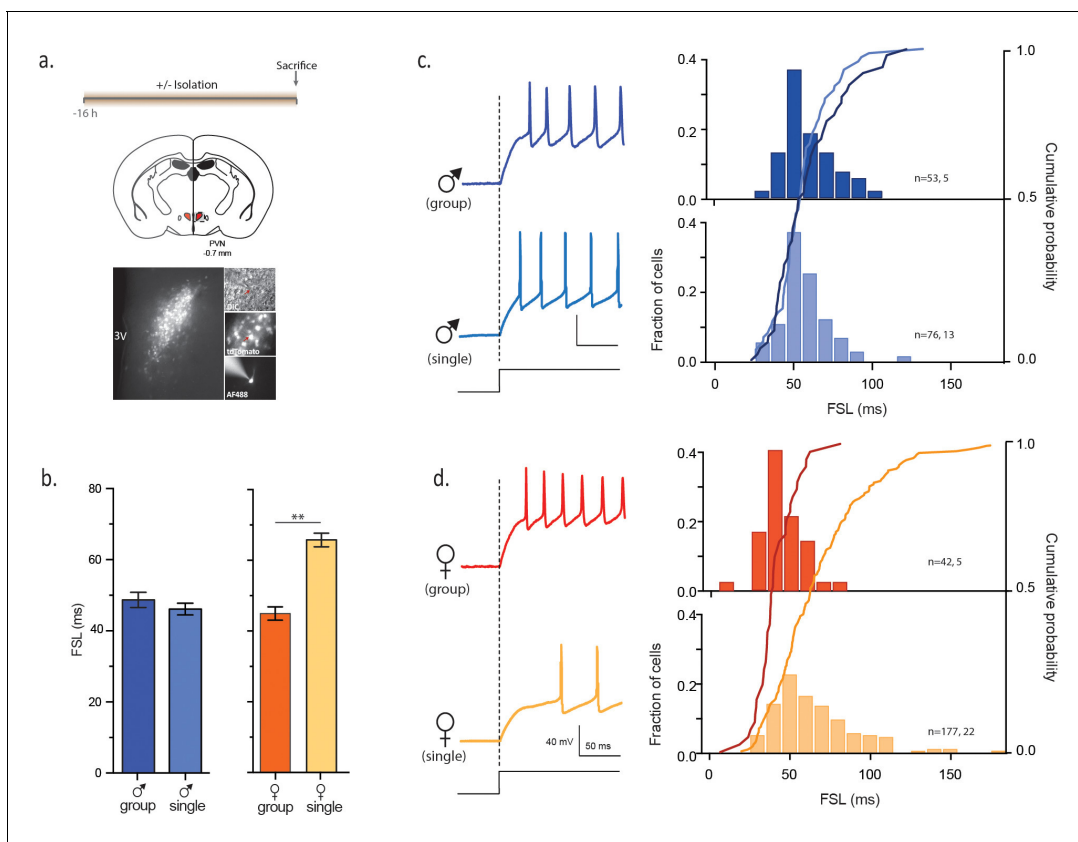 a.
Sacrifice
+/- Isolation
-16 h
PVN
-0.7 mm
3V
DIC
tdTomato
AF488
b.
80
60
40
20
0
FSL (ms)
**
♂ ♂ ♀ ♀
group single group single
c.
♂
(group)
♂
(single)
0.4
0.2
0.0
0.4
0.2
0.0
Fraction of cells
1.0
0.5
0.0
Cumulative probability
n=53, 5
n=76, 13
0 50 100 150
FSL (ms)
d.
♀
(group)
♀
(single)
40 mV
50 ms
0.4
0.2
0.0
0.4
0.2
0.0
Fraction of cells
1.0
0.5
0.0
Cumulative probability
n=42, 5
n=177, 22
0 50 100 150
FSL (ms)